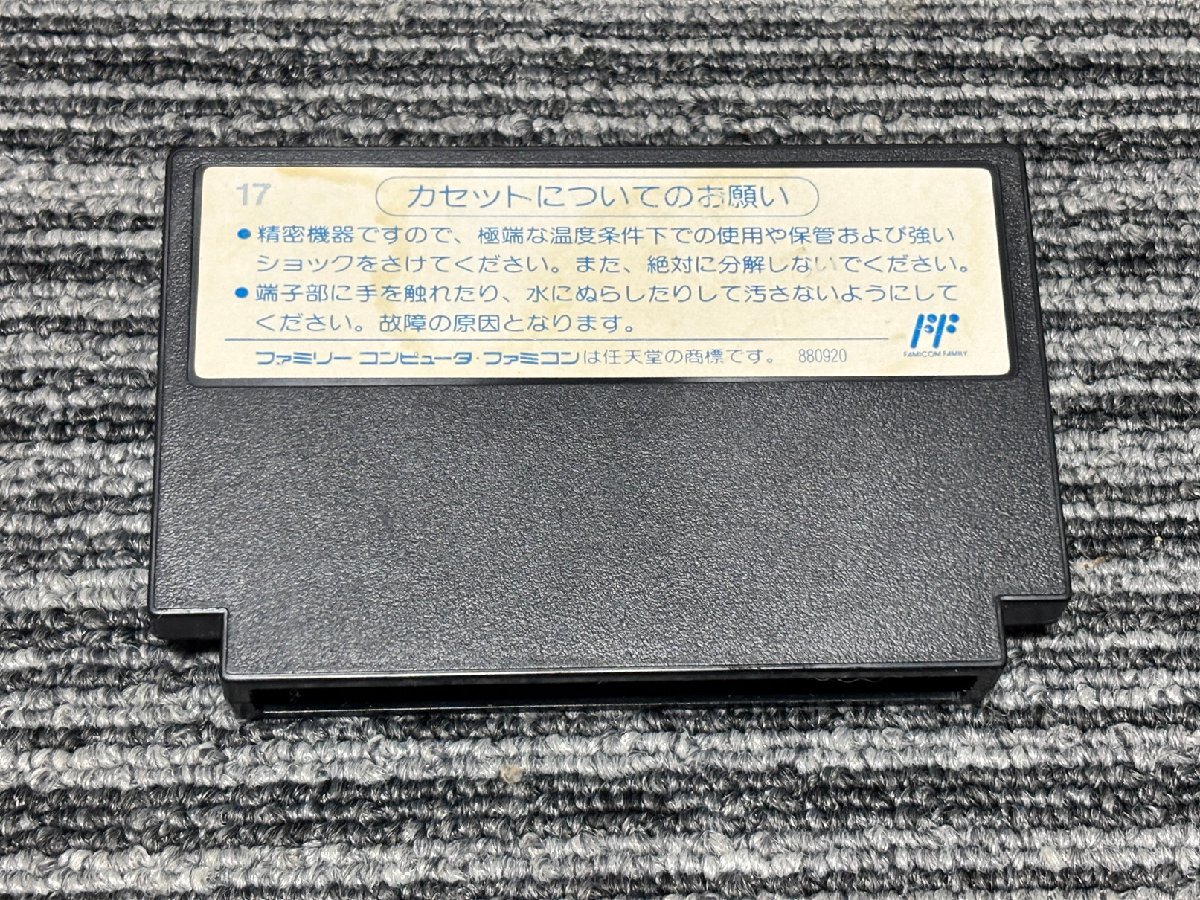 17
カセットについてのお願い
●精密機器ですので、極端な温度条件下での使用や保管および強い
ショックをさけてください。また、絶対に分解しないでください。
●端子部に手を触れたり、水にぬらしたりして汚さないようにして
ください。故障の原因となります。
FF
FAMICOM FAMILY
ファミリー コンピュータ・ファミコンは任天堂の商標です。 880920